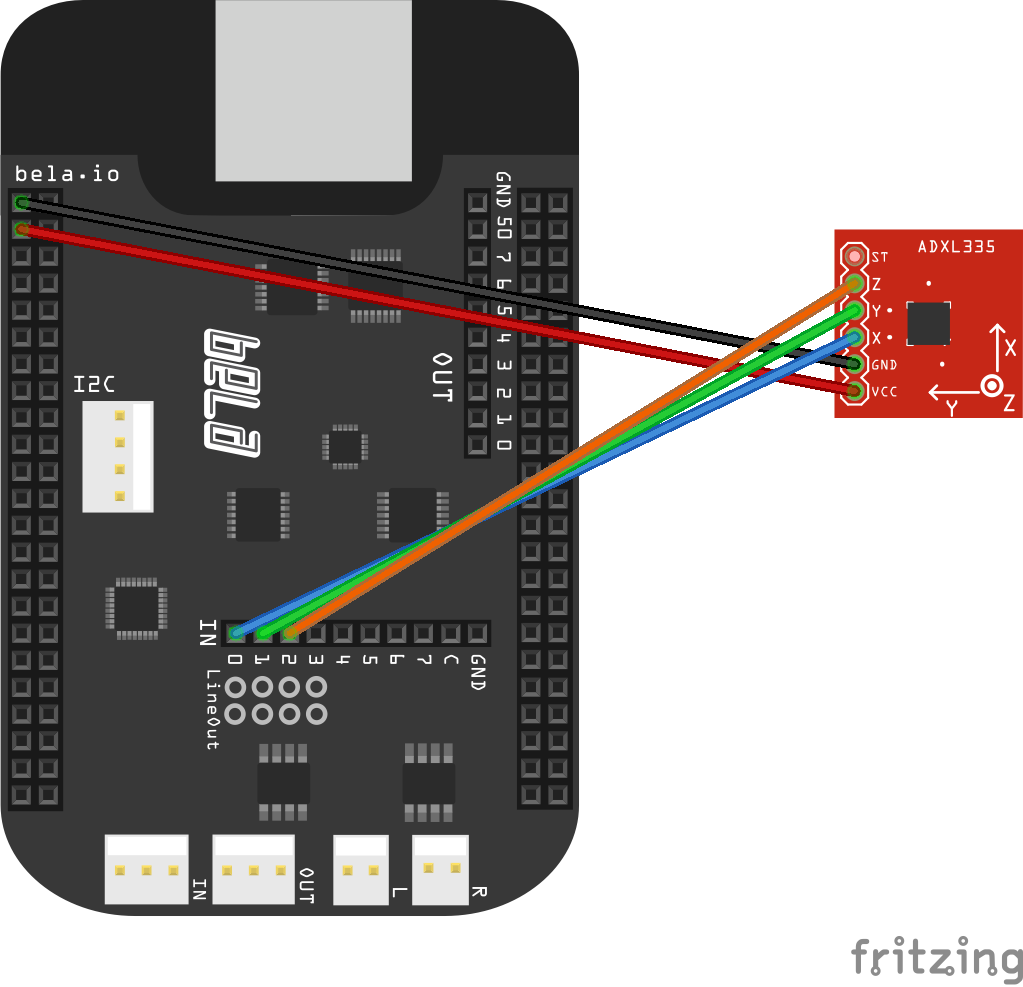 bela.io
GND
5V
7
6
5
4
3
2
1
0
OUT
bela
I2C
ADXL335
ST
Z
Y
X
GND
VCC
X
Y
Z
IN
0
1
2
3
4
5
6
7
C
GND
LineOut
IN
OUT
L
R
fritzing